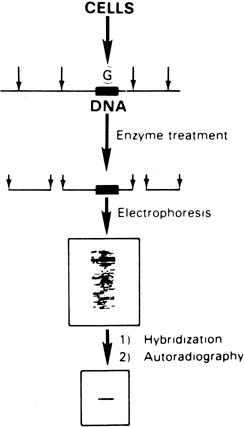 CELLS
G
DNA
Enzyme treatment
Electrophoresis
1) Hybridization
2) Autoradiography